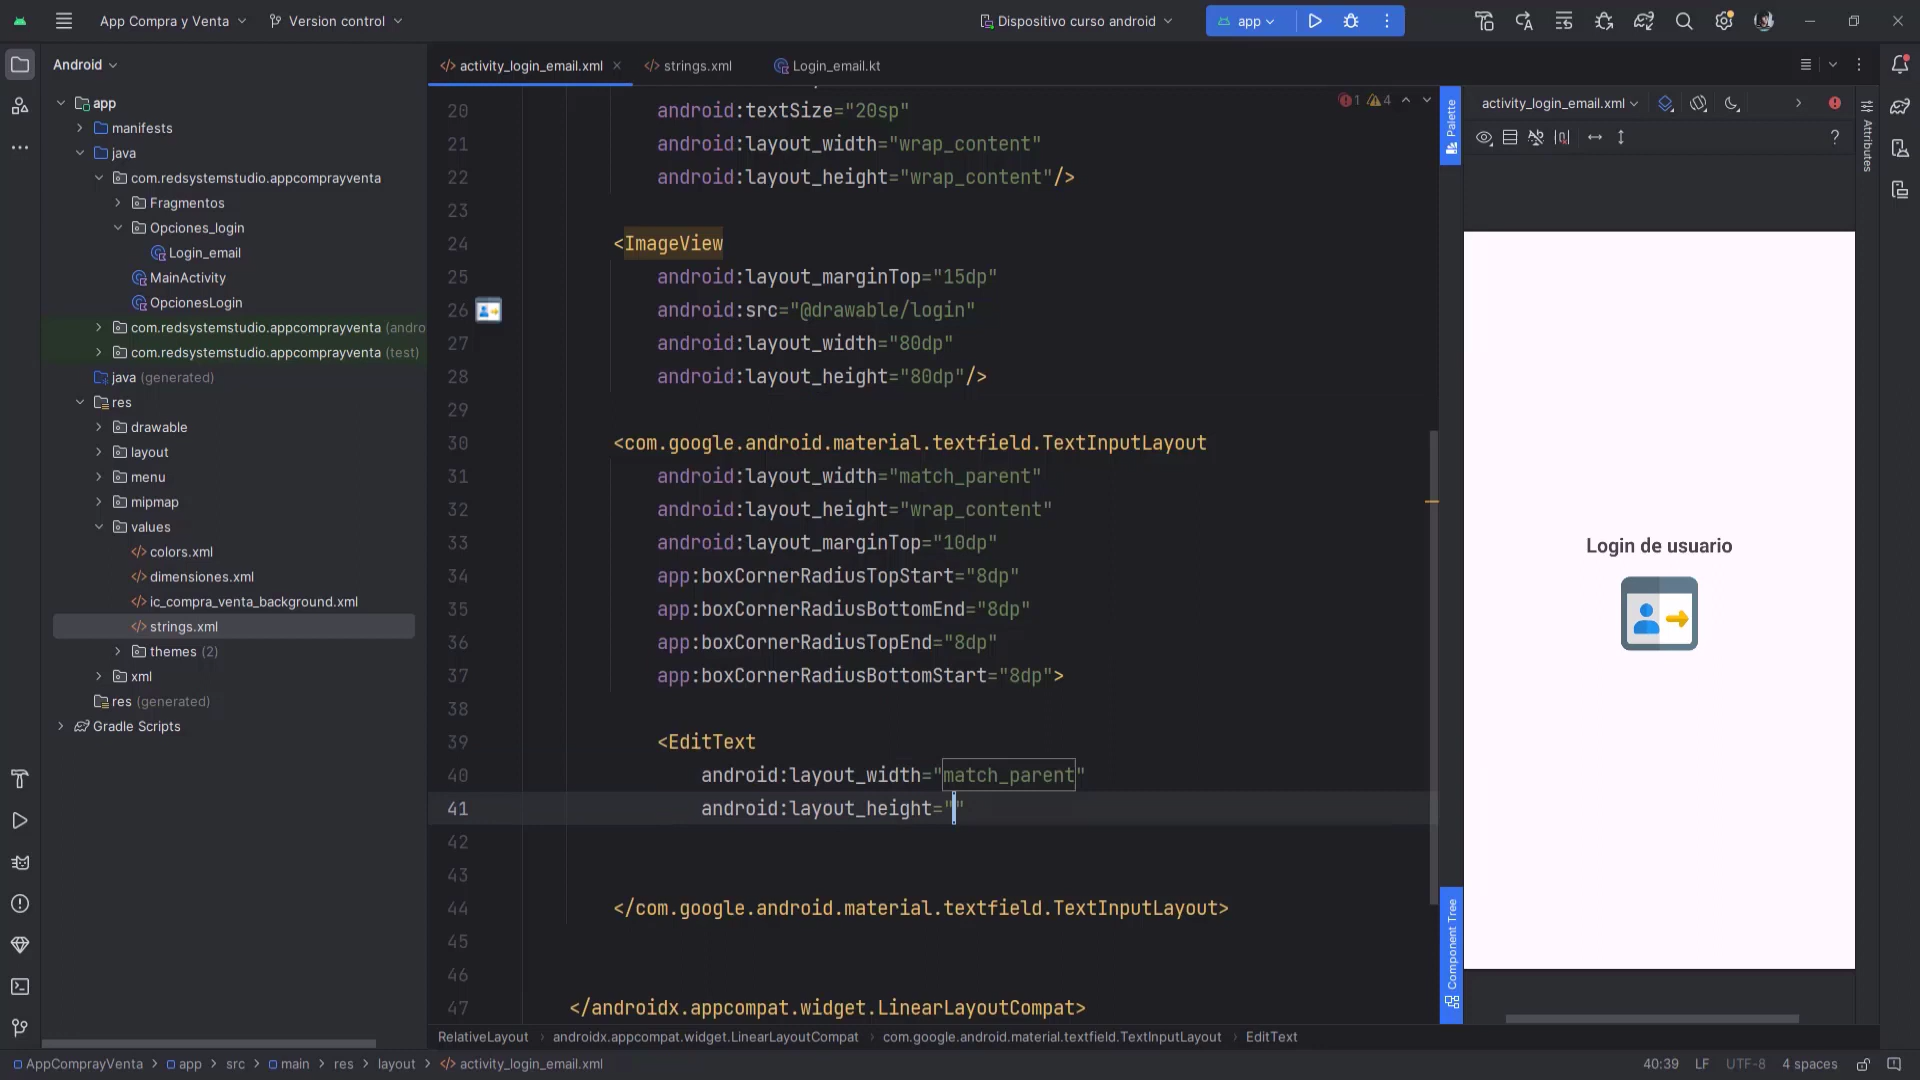 App Compra y Venta
Version control
Dispositivo curso android
app
Android
activity_login_email.xml
strings.xml
Login_email.kt
app
manifests
java
com.redsystemstudio.appcomprayventa
Fragmentos
Opciones_login
Login_email
MainActivity
OpcionesLogin
com.redsystemstudio.appcomprayventa (andro
com.redsystemstudio.appcomprayventa (test)
java (generated)
res
drawable
layout
menu
mipmap
values
colors.xml
dimensiones.xml
ic_compra_venta_background.xml
strings.xml
themes (2)
xml
res (generated)
Gradle Scripts
1 4
20 android:textSize="20sp"
21 android:layout_width="wrap_content"
22 android:layout_height="wrap_content"/>
23
24 <ImageView
25 android:layout_marginTop="15dp"
26 android:src="@drawable/login"
27 android:layout_width="80dp"
28 android:layout_height="80dp"/>
29
30 <com.google.android.material.textfield.TextInputLayout
31 android:layout_width="match_parent"
32 android:layout_height="wrap_content"
33 android:layout_marginTop="10dp"
34 app:boxCornerRadiusTopStart="8dp"
35 app:boxCornerRadiusBottomEnd="8dp"
36 app:boxCornerRadiusTopEnd="8dp"
37 app:boxCornerRadiusBottomStart="8dp">
38
39 <EditText
40 android:layout_width="match_parent"
41 android:layout_height=""
42
43
44 </com.google.android.material.textfield.TextInputLayout>
45
46
47 </androidx.appcompat.widget.LinearLayoutCompat>
Palette
Component Tree
activity_login_email.xml
?
Attributes
Login de usuario
RelativeLayout > androidx.appcompat.widget.LinearLayoutCompat > com.google.android.material.textfield.TextInputLayout > EditText
AppComprayVenta > app > src > main > res > layout > activity_login_email.xml
40:39 LF UTF-8 4 spaces